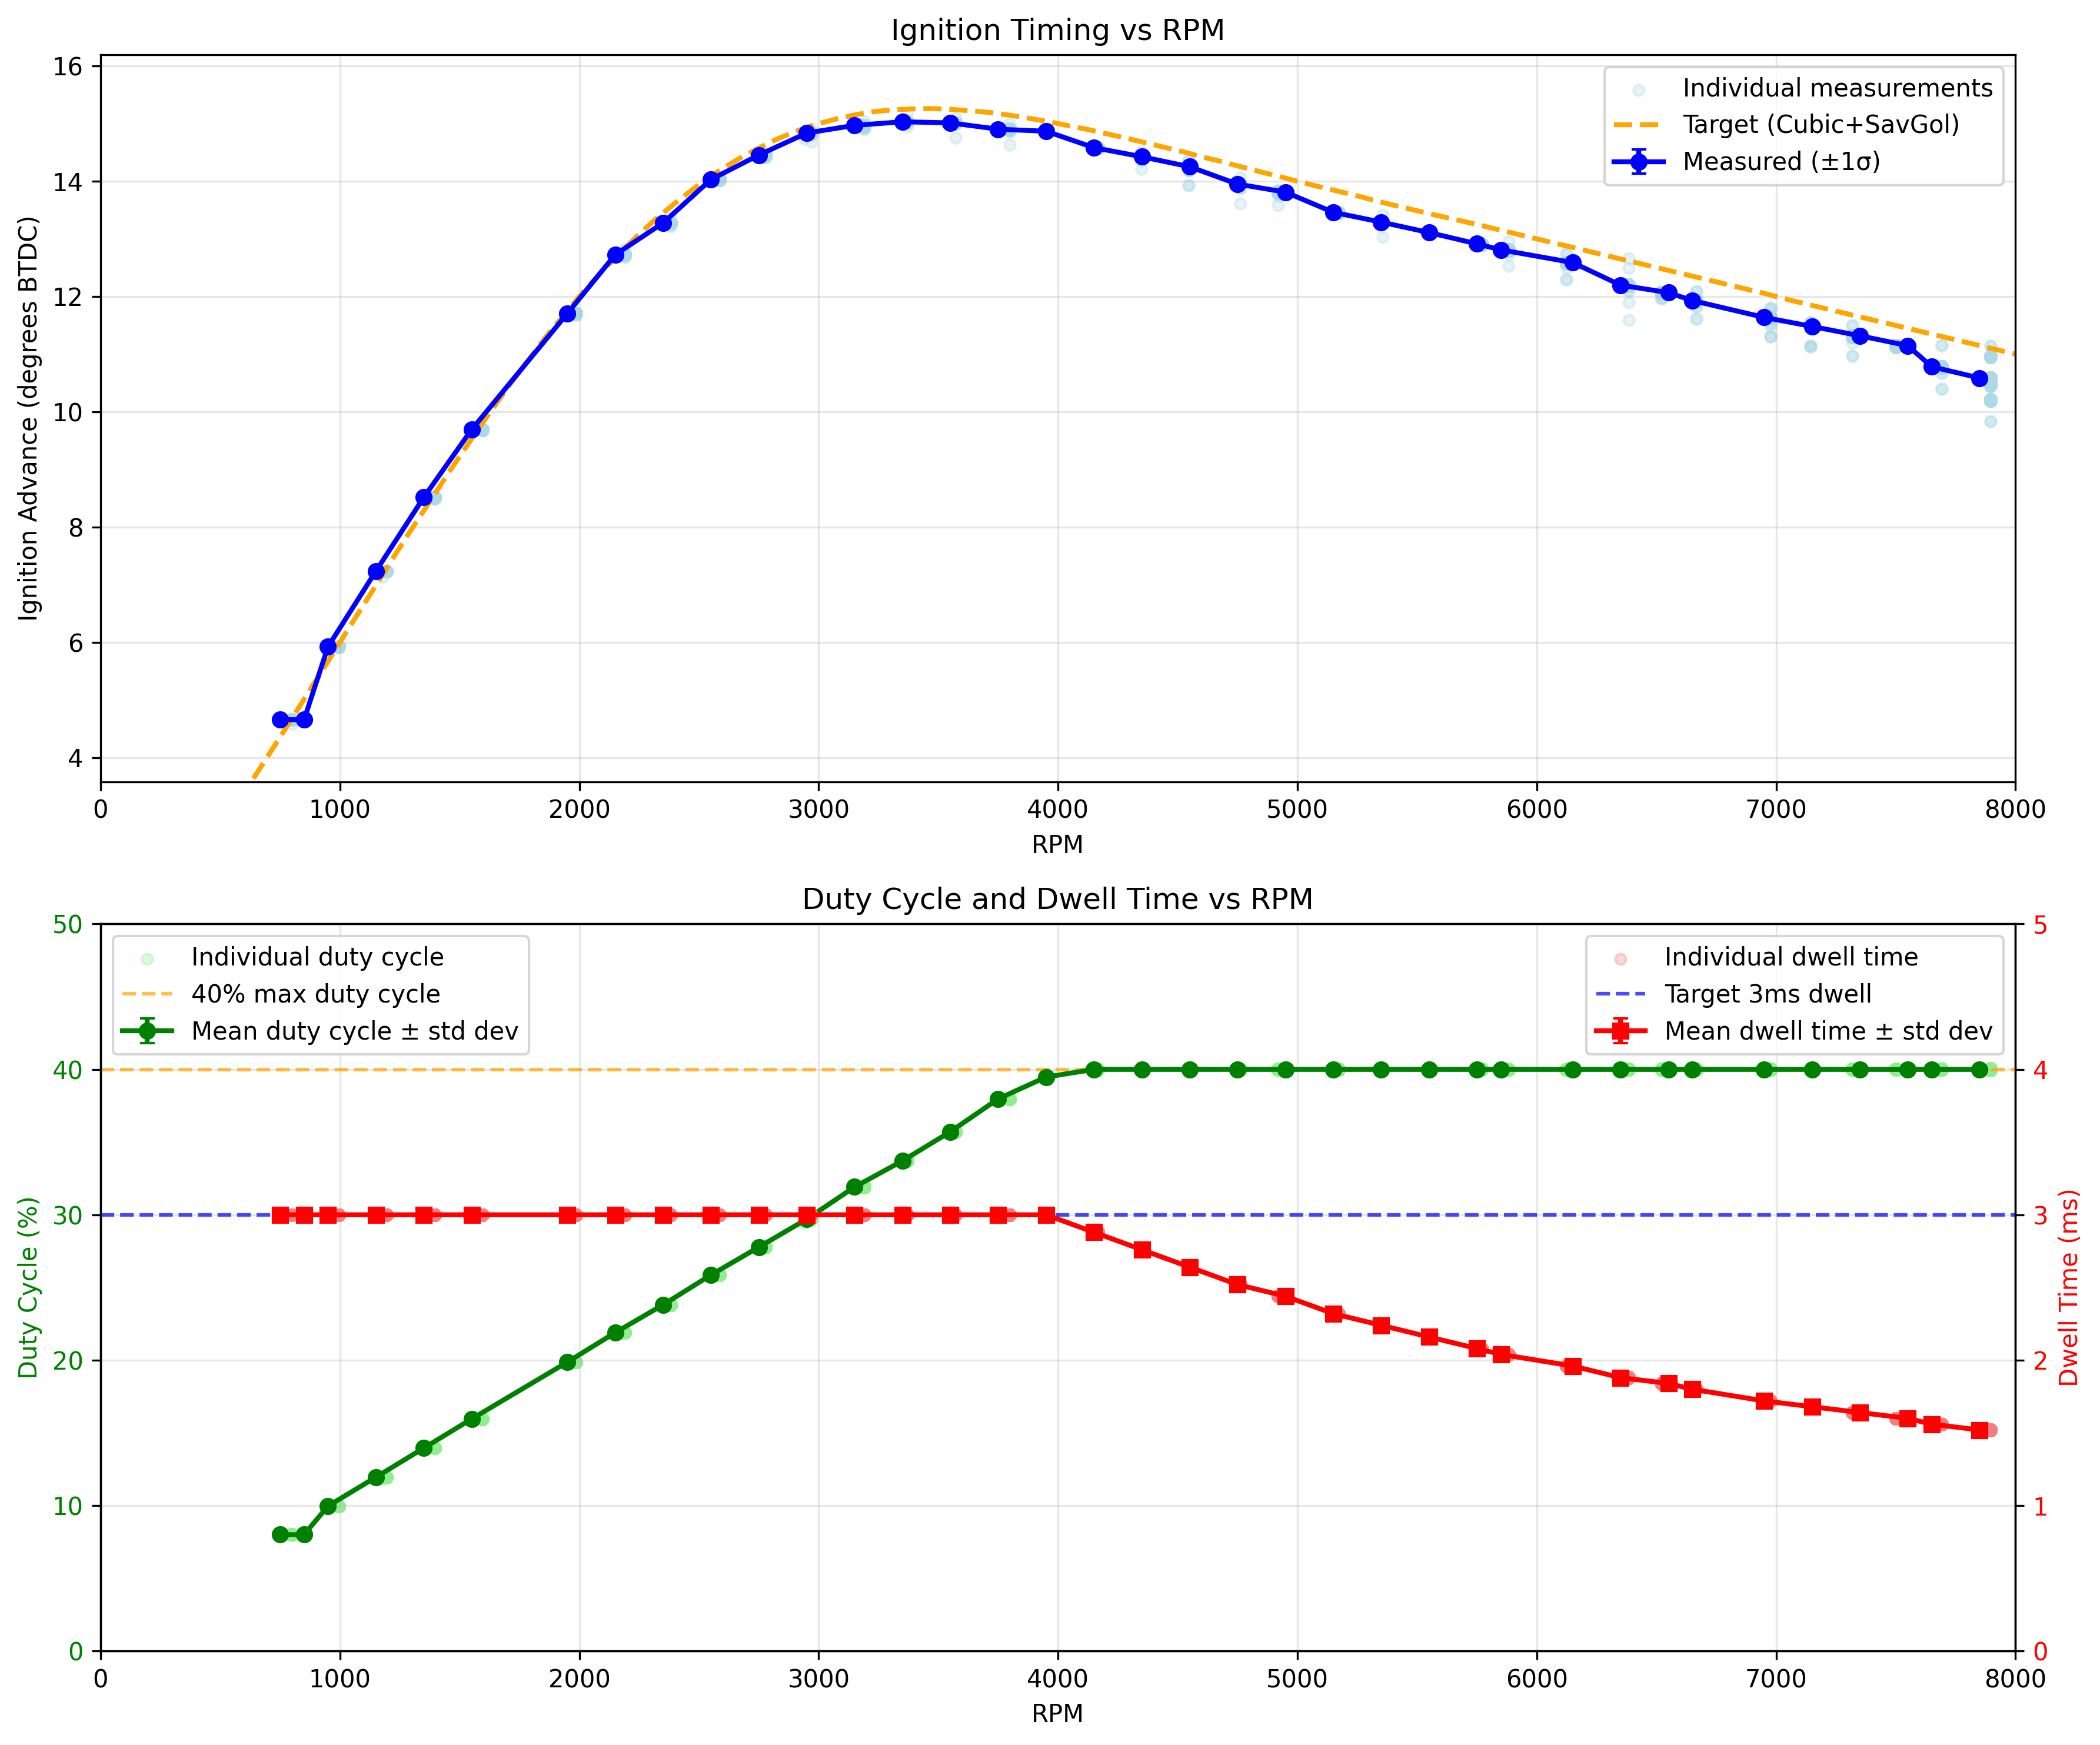 Ignition Timing vs RPM
16
14
12
10
8
6
4
Ignition Advance (degrees BTDC)
Individual measurements
Target (Cubic+SavGol)
Measured (±1σ)
0 1000 2000 3000 4000 5000 6000 7000 8000
RPM
Duty Cycle and Dwell Time vs RPM
50
40
30
20
10
0
Duty Cycle (%)
Individual duty cycle
40% max duty cycle
Mean duty cycle ± std dev
Individual dwell time
Target 3ms dwell
Mean dwell time ± std dev
5
4
3
2
1
0
Dwell Time (ms)
0 1000 2000 3000 4000 5000 6000 7000 8000
RPM